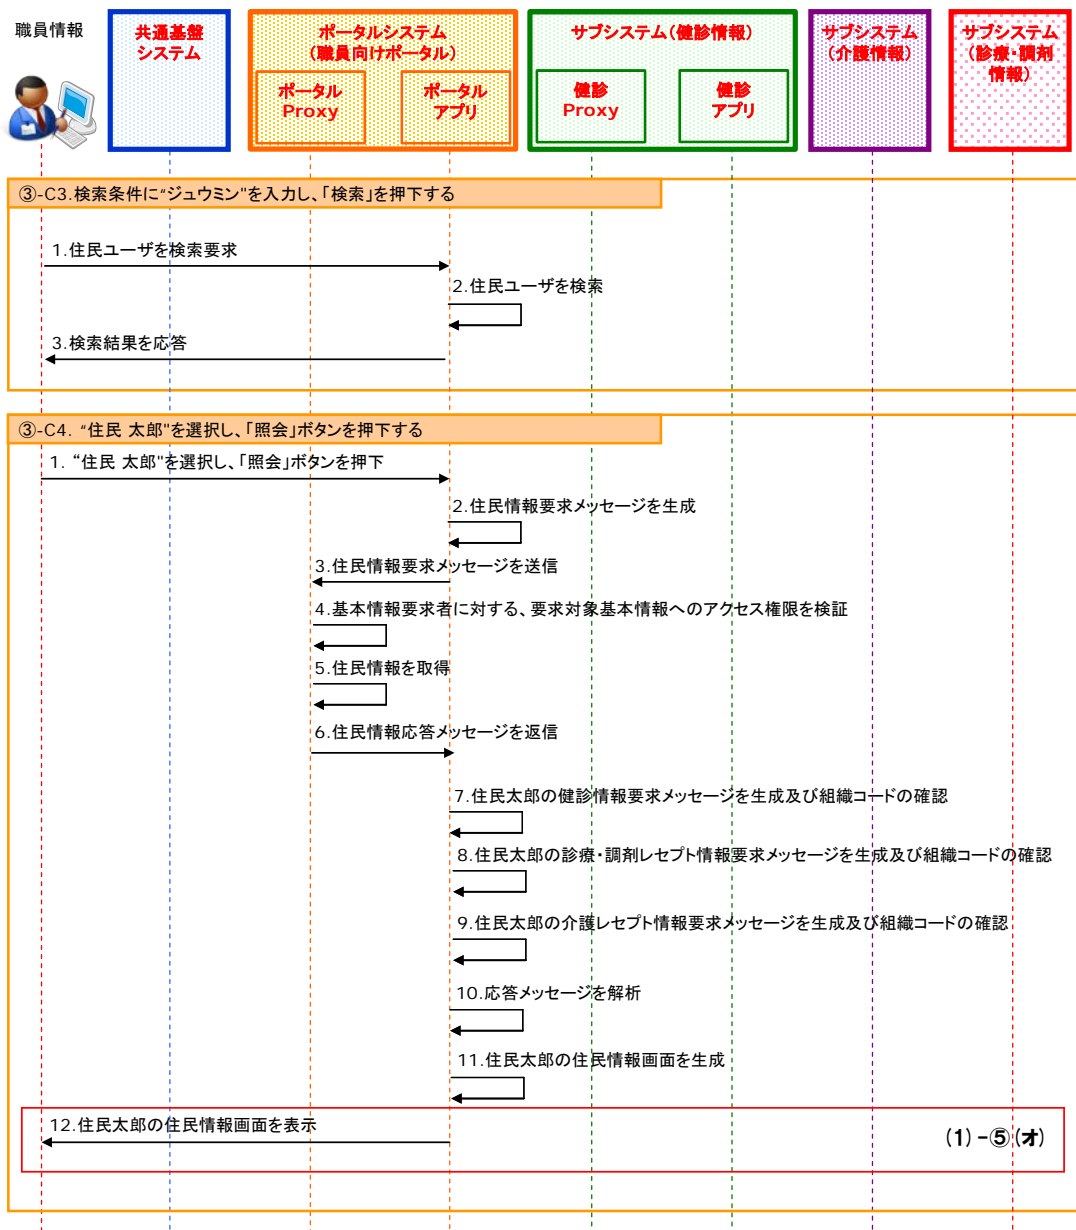 職員情報
共通基盤
システム
ポータルシステム
(職員向けポータル)
ポータル
Proxy
ポータル
アプリ
サブシステム(健診情報)
健診
Proxy
健診
アプリ
サブシステム
(介護情報)
サブシステム
(診療・調剤
情報)
③-C3.検索条件に“ジュウミン"を入力し、「検索」を押下する
1.住民ユーザを検索要求
2.住民ユーザを検索
3.検索結果を応答
③-C4. “住民 太郎"を選択し、「照会」ボタンを押下する
1. “住民 太郎"を選択し、「照会」ボタンを押下
2.住民情報要求メッセージを生成
3.住民情報要求メッセージを送信
4.基本情報要求者に対する、要求対象基本情報へのアクセス権限を検証
5.住民情報を取得
6.住民情報応答メッセージを返信
7.住民太郎の健診情報要求メッセージを生成及び組織コードの確認
8.住民太郎の診療・調剤レセプト情報要求メッセージを生成及び組織コードの確認
9.住民太郎の介護レセプト情報要求メッセージを生成及び組織コードの確認
10.応答メッセージを解析
11.住民太郎の住民情報画面を生成
12.住民太郎の住民情報画面を表示
(1)-⑤(オ)